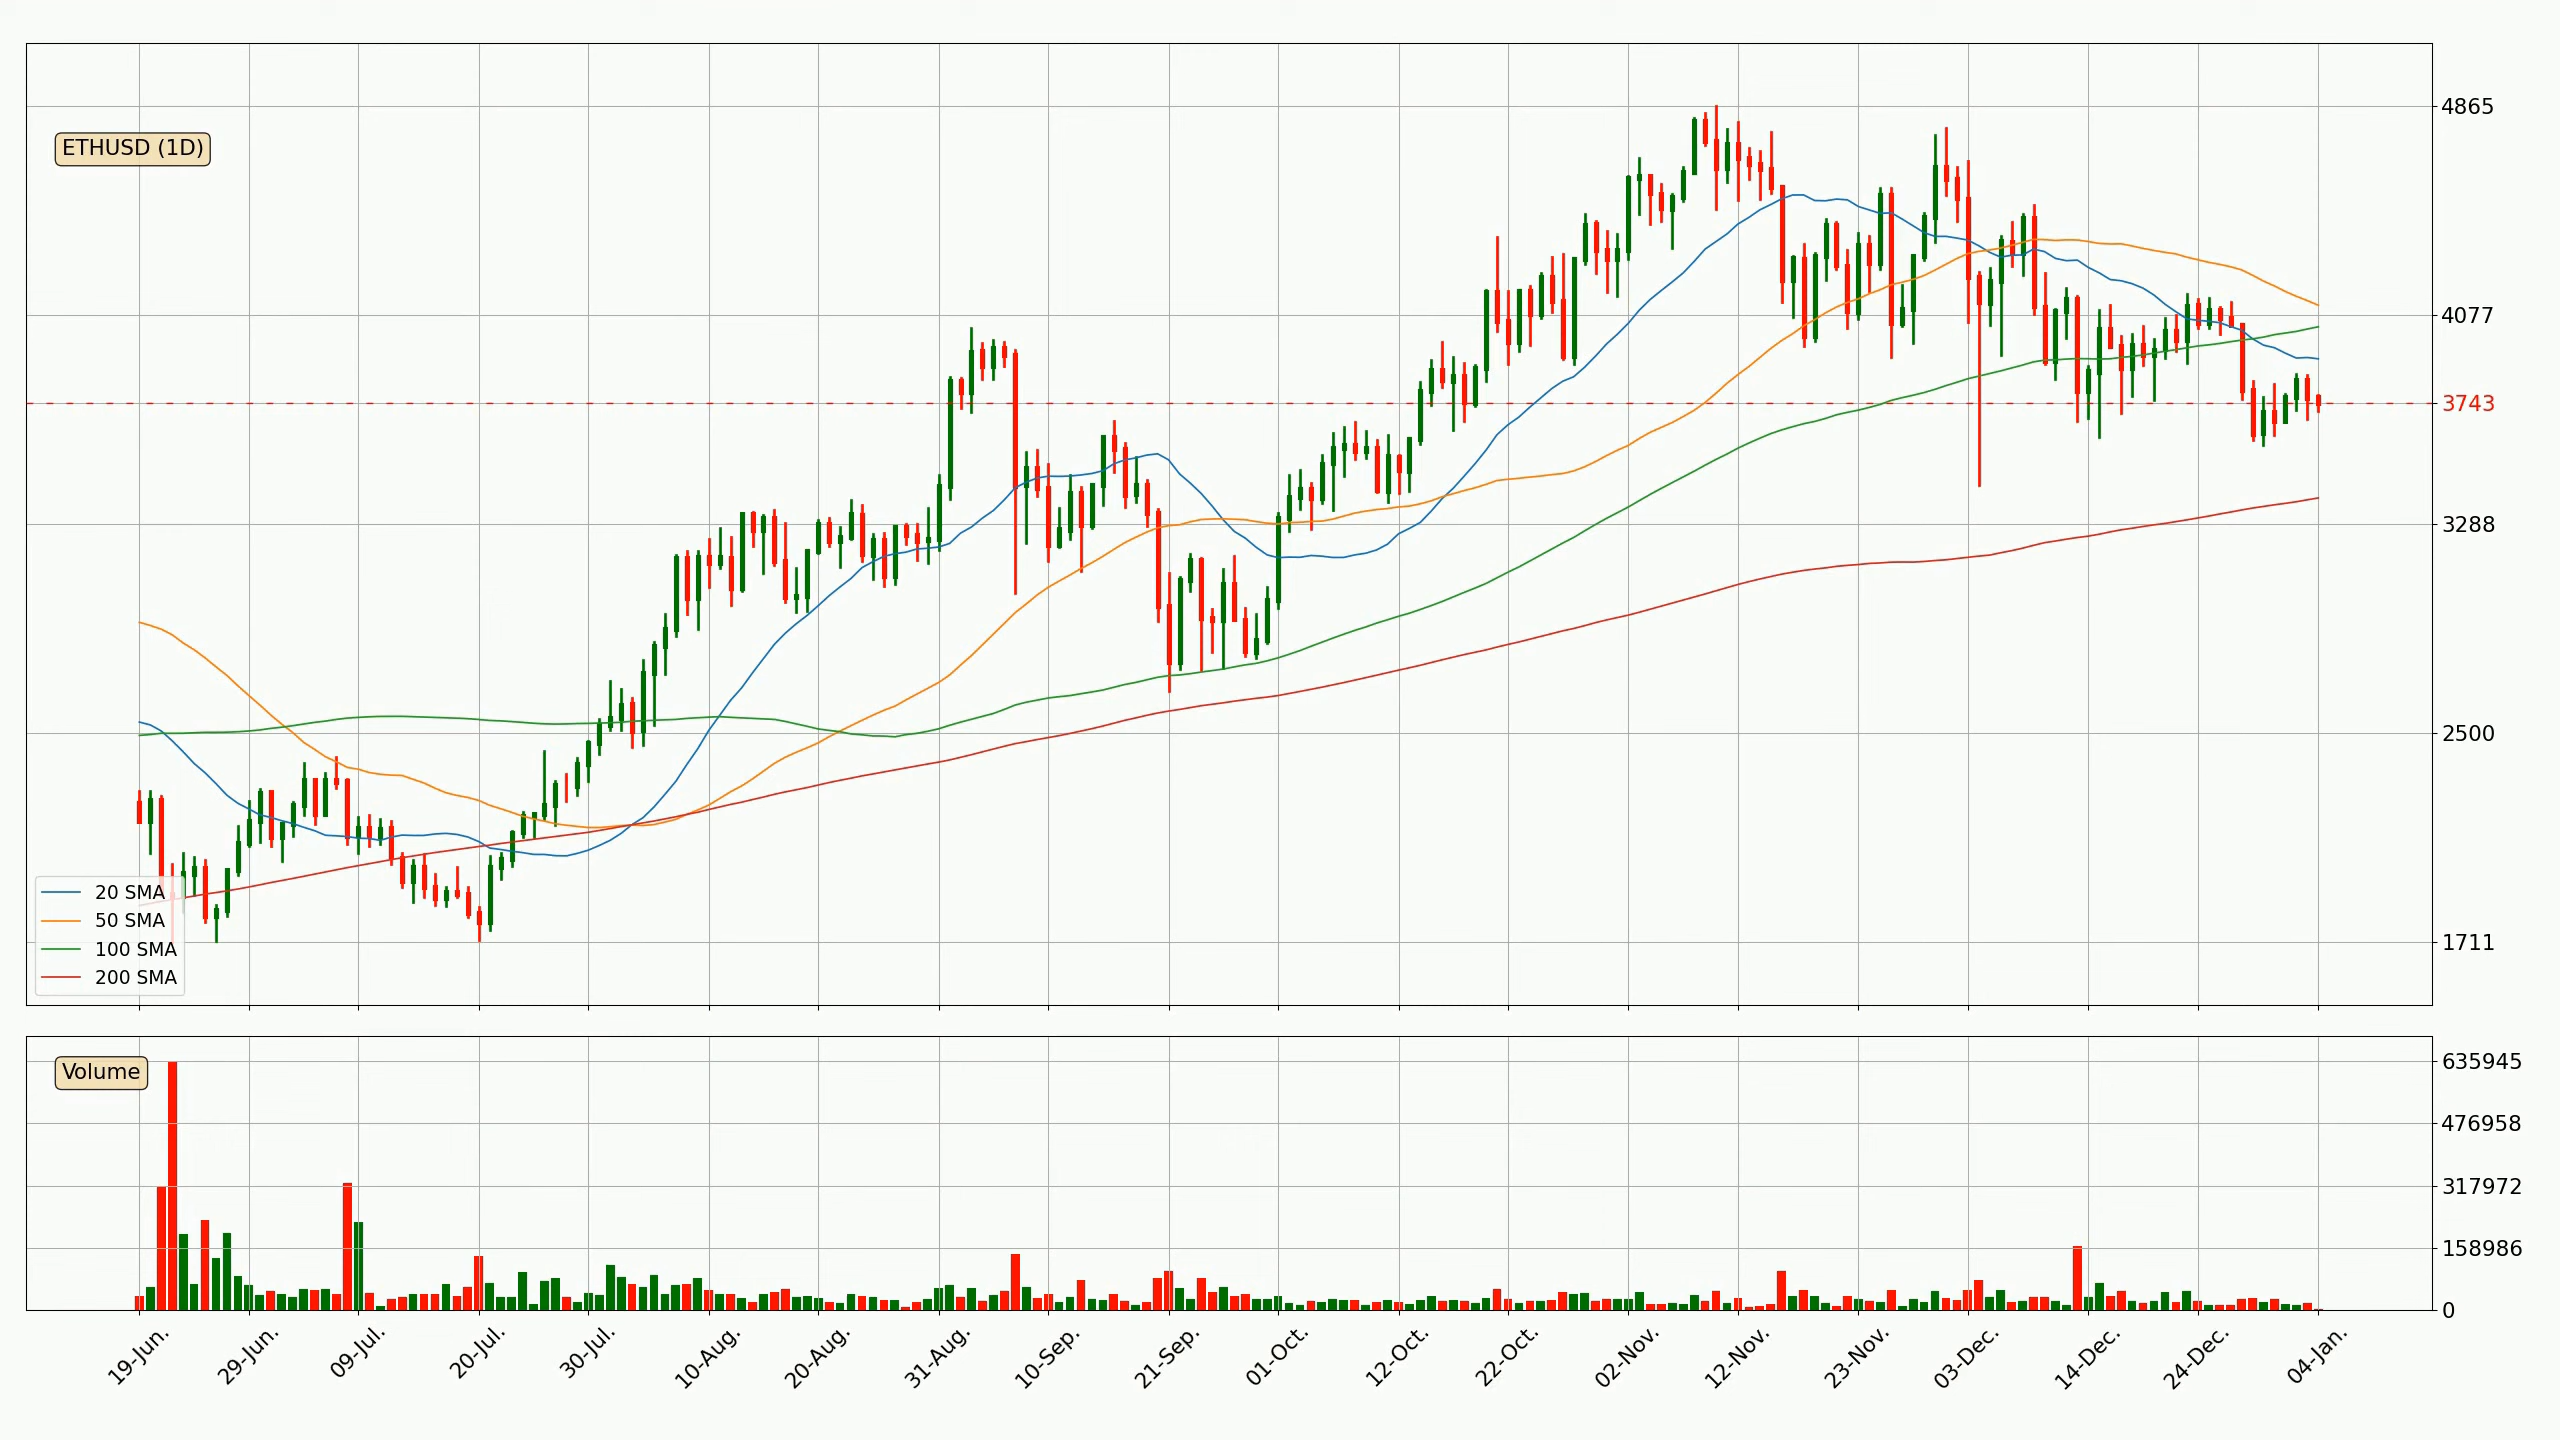 ETHUSD (1D)
4865
4077
3743
3288
2500
1711
20 SMA
50 SMA
100 SMA
200 SMA
Volume
635945
476958
317972
158986
0
19-Jun.
29-Jun.
09-Jul.
20-Jul.
30-Jul.
10-Aug.
20-Aug.
31-Aug.
10-Sep.
21-Sep.
01-Oct.
12-Oct.
22-Oct.
02-Nov.
12-Nov.
23-Nov.
03-Dec.
14-Dec.
24-Dec.
04-Jan.